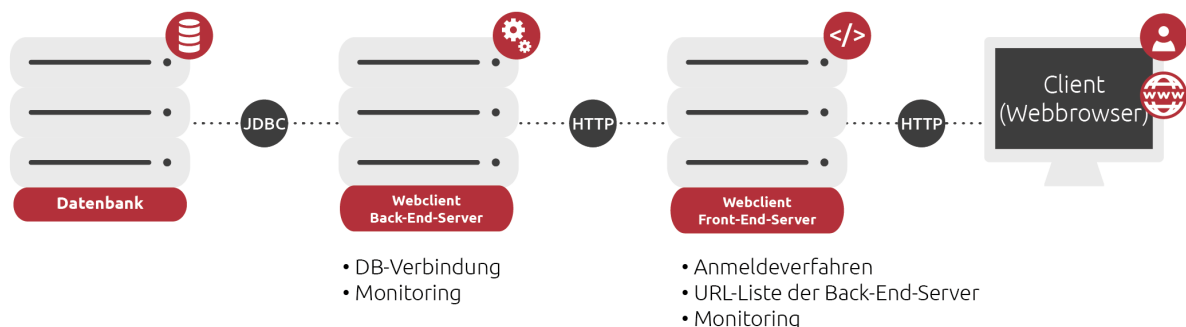 </>
JDBC
HTTP
HTTP
Client
(Webbrowser)
www
Datenbank
Webclient
Back-End-Server
Webclient
Front-End-Server
• DB-Verbindung
• Monitoring
• Anmeldeverfahren
• URL-Liste der Back-End-Server
• Monitoring